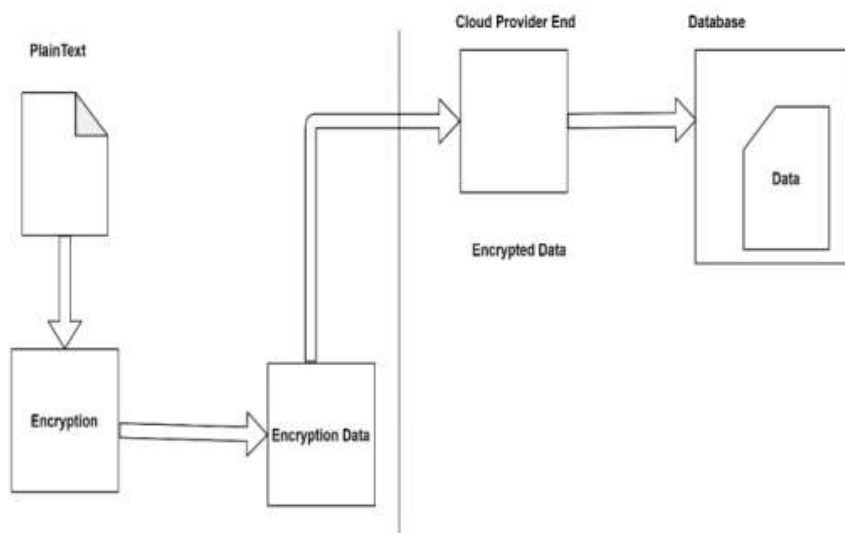 Cloud Provider End
Database
PlainText
Data
Encrypted Data
Encryption
Encryption Data